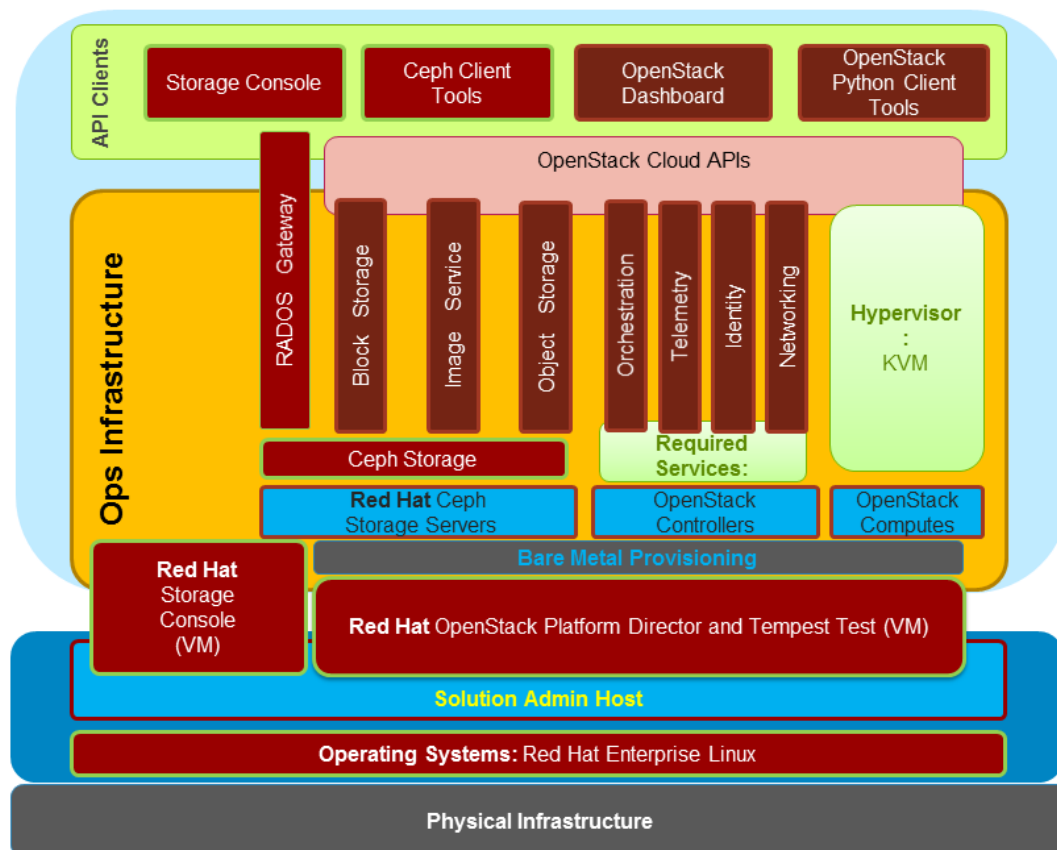 API Clients
Storage Console
Ceph Client
Tools
OpenStack
Dashboard
OpenStack
Python Client
Tools
OpenStack Cloud APIs
Ops Infrastructure
RADOS Gateway
Block Storage
Image Service
Object Storage
Orchestration
Telemetry
Identity
Networking
Hypervisor
:
KVM
Ceph Storage
Required
Services:
Red Hat Ceph
Storage Servers
OpenStack
Controllers
OpenStack
Computes
Bare Metal Provisioning
Red Hat
Storage
Console
(VM)
Red Hat OpenStack Platform Director and Tempest Test (VM)
Solution Admin Host
Operating Systems: Red Hat Enterprise Linux
Physical Infrastructure